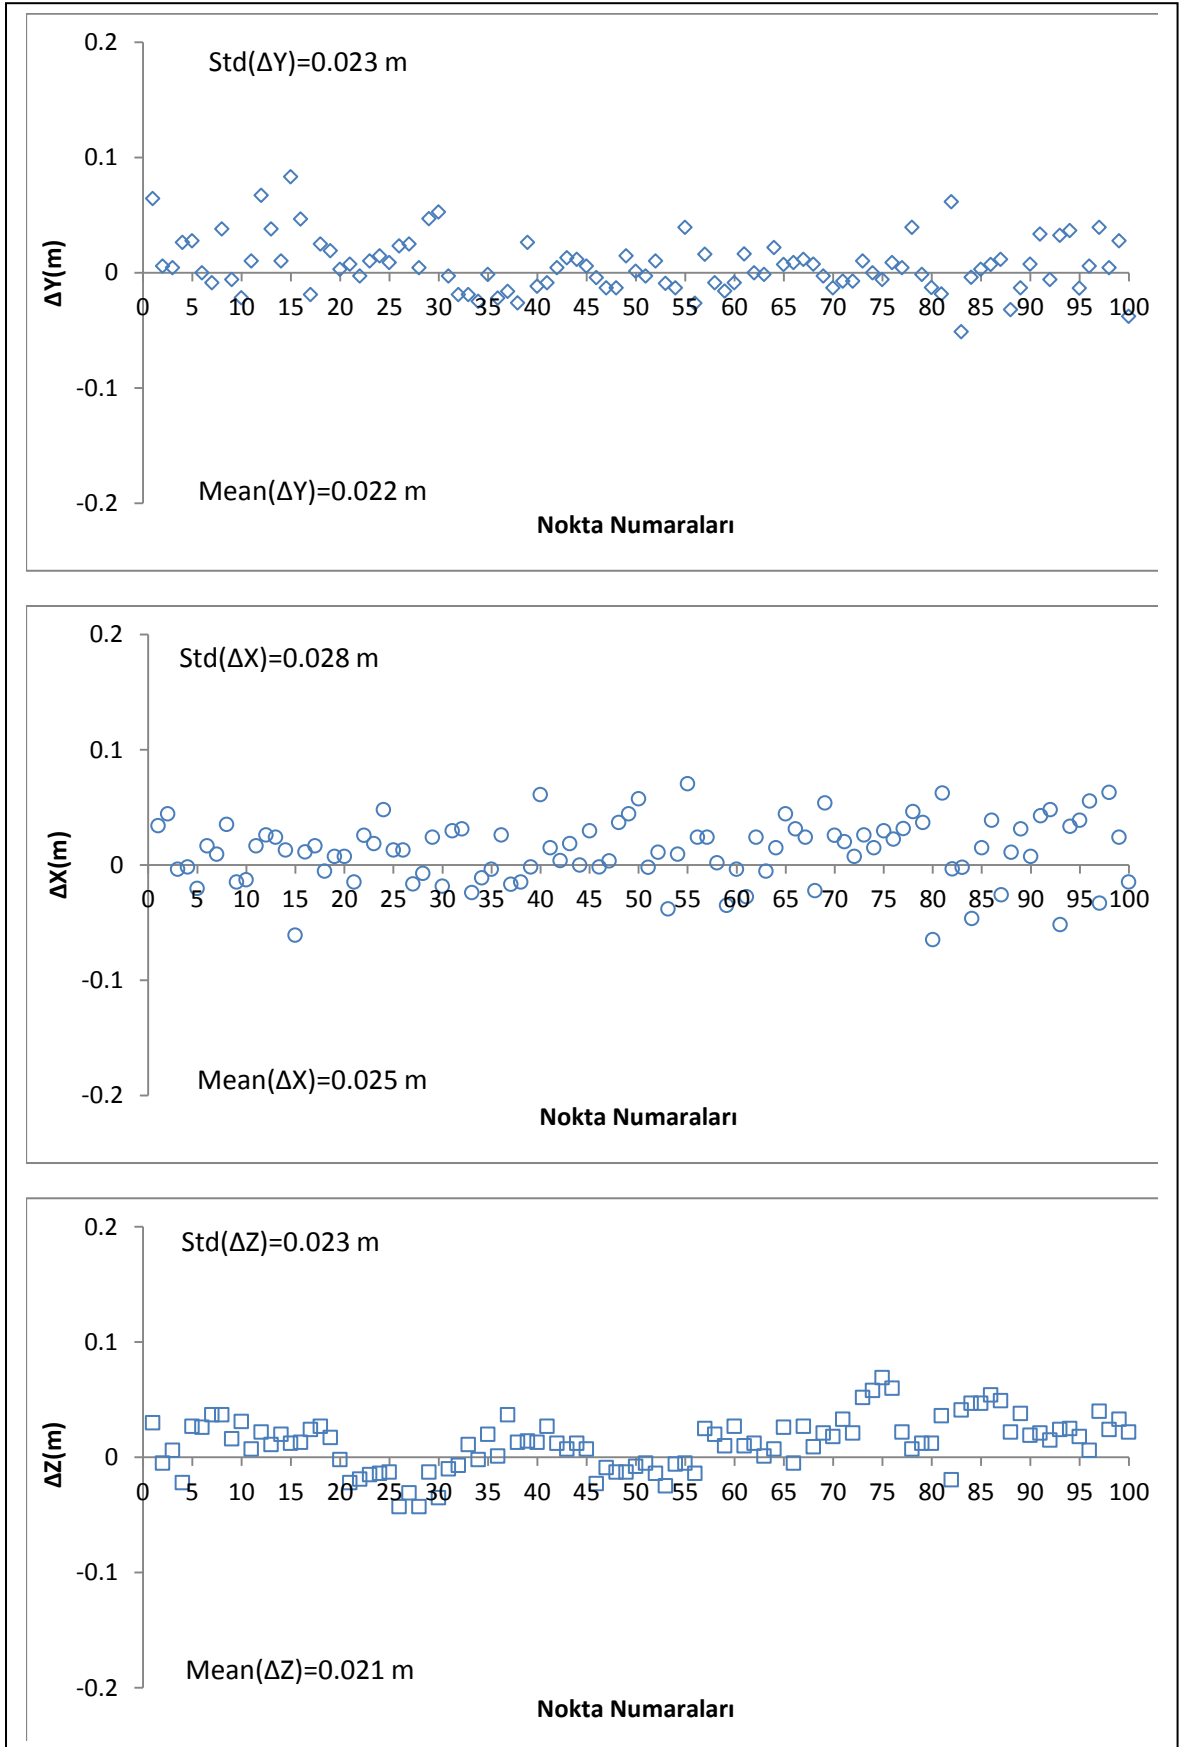 0.2
Std(ΔY)=0.023 m
0.1
ΔY(m)
0
0 5 10 15 20 25 30 35 40 45 50 55 60 65 70 75 80 85 90 95 100
-0.1
Mean(ΔY)=0.022 m
-0.2
Nokta Numaraları
0.2
Std(ΔX)=0.028 m
0.1
ΔX(m)
0
0 5 10 15 20 25 30 35 40 45 50 55 60 65 70 75 80 85 90 95 100
-0.1
Mean(ΔX)=0.025 m
-0.2
Nokta Numaraları
0.2
Std(ΔZ)=0.023 m
0.1
ΔZ(m)
0
0 5 10 15 20 25 30 35 40 45 50 55 60 65 70 75 80 85 90 95 100
-0.1
Mean(ΔZ)=0.021 m
-0.2
Nokta Numaraları